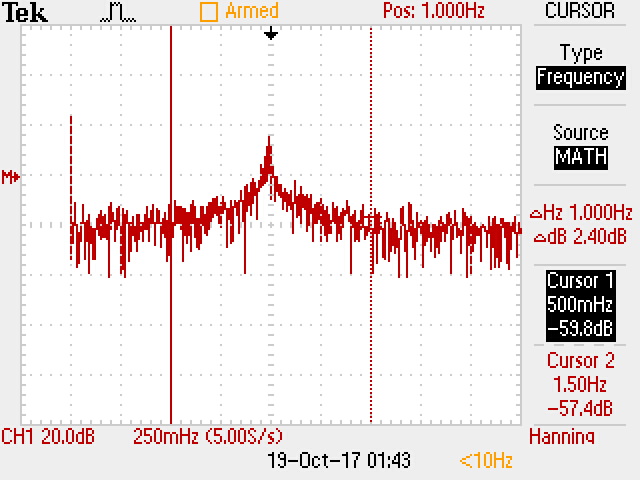 Tek Armed Pos: 1.000Hz CURSOR
Type
Frequency
Source
MATH
M
△Hz 1.000Hz
△dB 2.40dB
Cursor 1
500mHz
-59.8dB
Cursor 2
1.50Hz
-57.4dB
CH1 20.0dB 250mHz (5.00S/s) Hanning
19-Oct-17 01:43 <10Hz